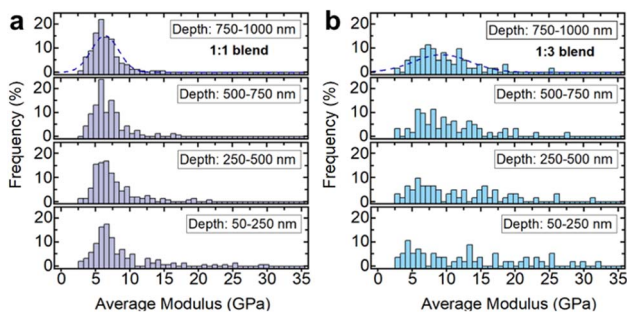 a
Depth: 750-1000 nm
1:1 blend
Depth: 500-750 nm
Depth: 250-500 nm
Depth: 50-250 nm
Frequency (%)
20
10
0
20
10
0
20
10
0
20
10
0
0 5 10 15 20 25 30 35
Average Modulus (GPa)
b
Depth: 750-1000 nm
1:3 blend
Depth: 500-750 nm
Depth: 250-500 nm
Depth: 50-250 nm
Frequency (%)
20
10
0
20
10
0
20
10
0
20
10
0
0 5 10 15 20 25 30 35
Average Modulus (GPa)